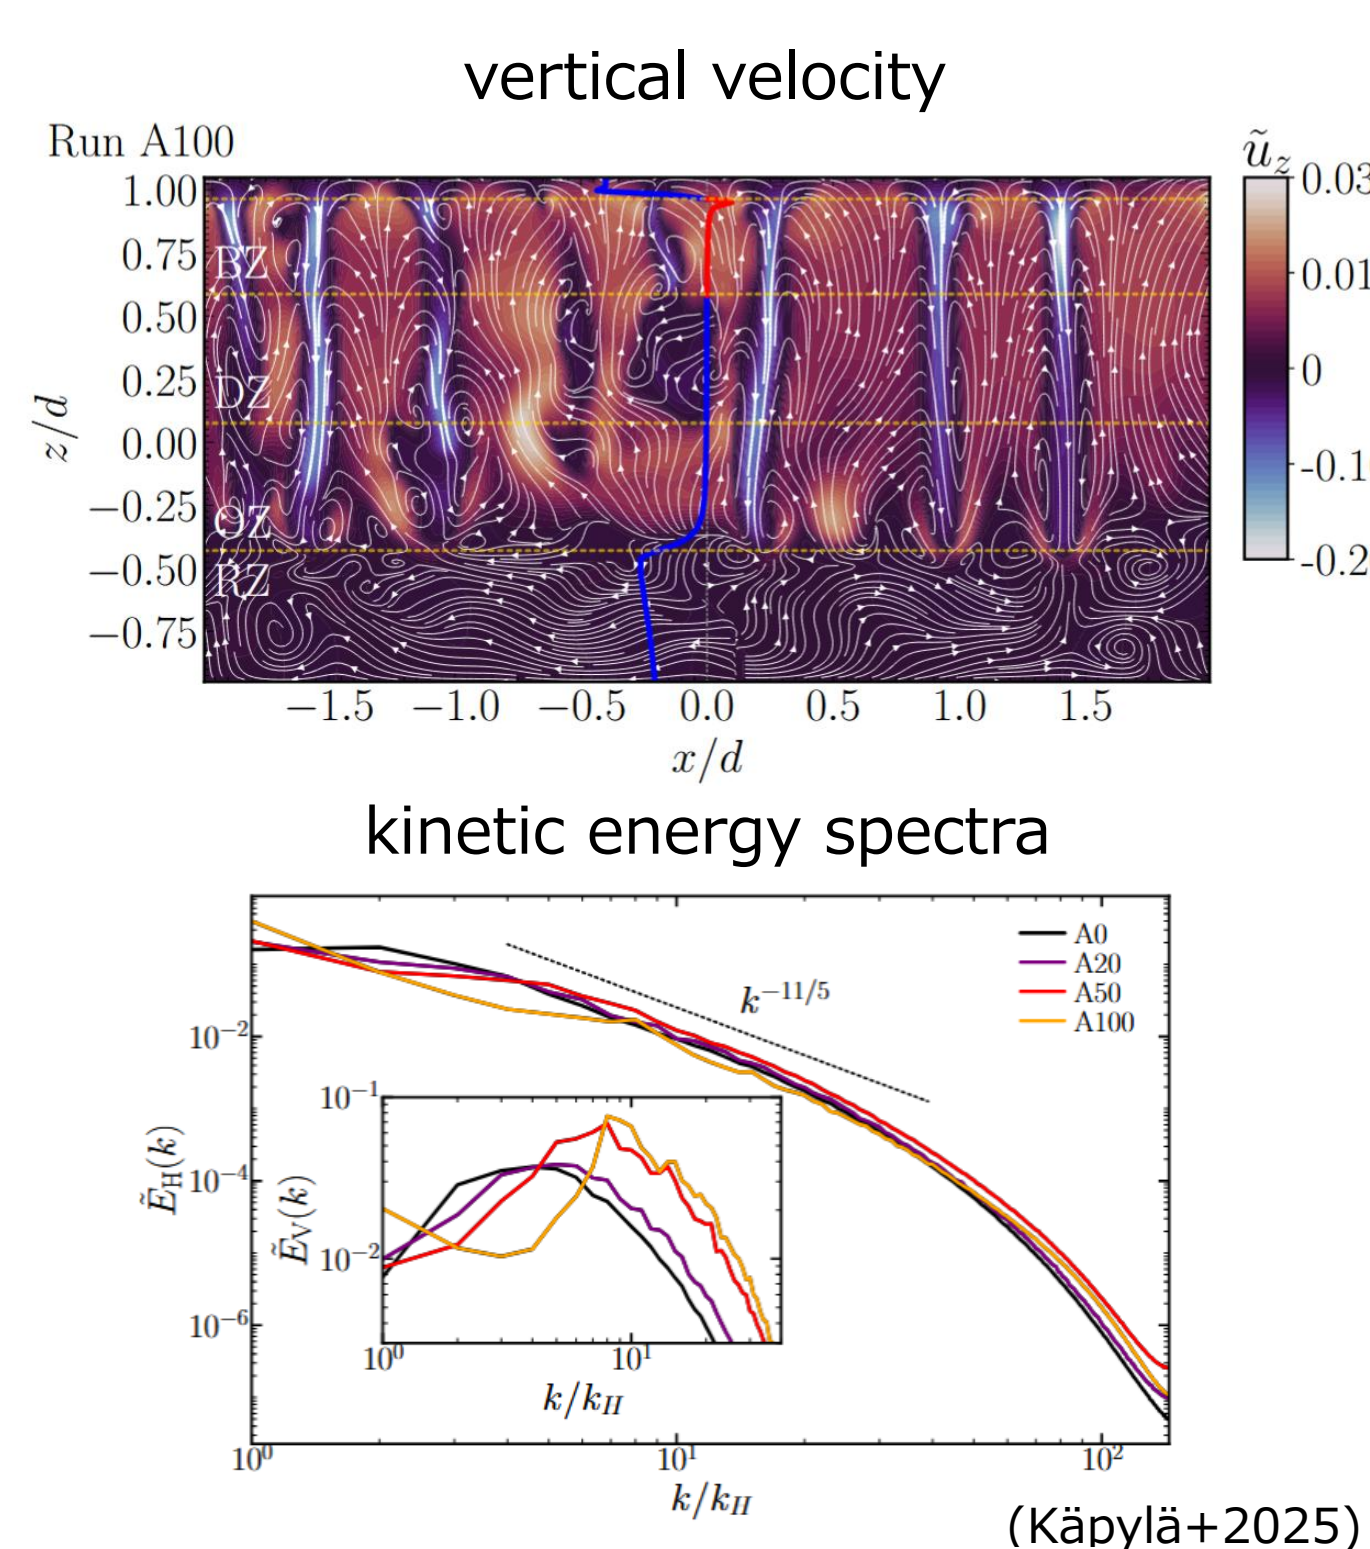 vertical velocity
Run A100
ũ_z
1.00
0.75
0.50
0.25
0.00
−0.25
−0.50
−0.75
z/d
BZ
DZ
OZ
RZ
0.03
0.01
0
-0.1
-0.2
−1.5 −1.0 −0.5 0.0 0.5 1.0 1.5
x/d
kinetic energy spectra
A0
A20
A50
A100
k^{−11/5}
10^{−2}
10^{−4}
10^{−6}
Ẽ_H(k)
10^{−1}
10^{−2}
Ẽ_V(k)
10^0 10^1
k/k_H
10^0 10^1 10^2
k/k_H
(Käpylä+2025)